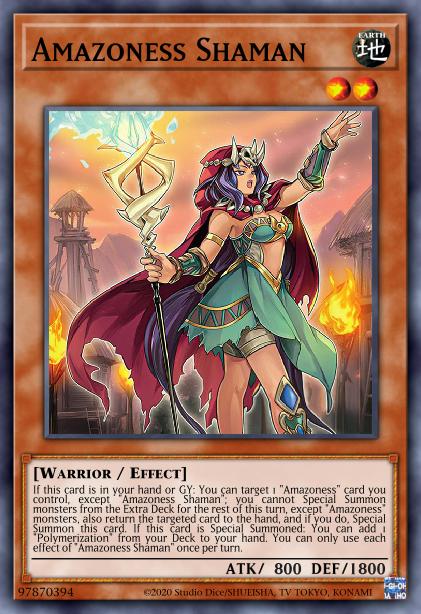 AMAZONESS SHAMAN
EARTH
地
[WARRIOR / EFFECT]
If this card is in your hand or GY: You can target 1 "Amazoness" card you
control, except "Amazoness Shaman"; you cannot Special Summon
monsters from the Extra Deck for the rest of this turn, except "Amazoness"
monsters, also return the targeted card to the hand, and if you do, Special
Summon this card. If this card is Special Summoned: You can add 1
"Polymerization" from your Deck to your hand. You can only use each
effect of "Amazoness Shaman" once per turn.
ATK/ 800 DEF/1800
97870394
©2020 Studio Dice/SHUEISHA, TV TOKYO, KONAMI